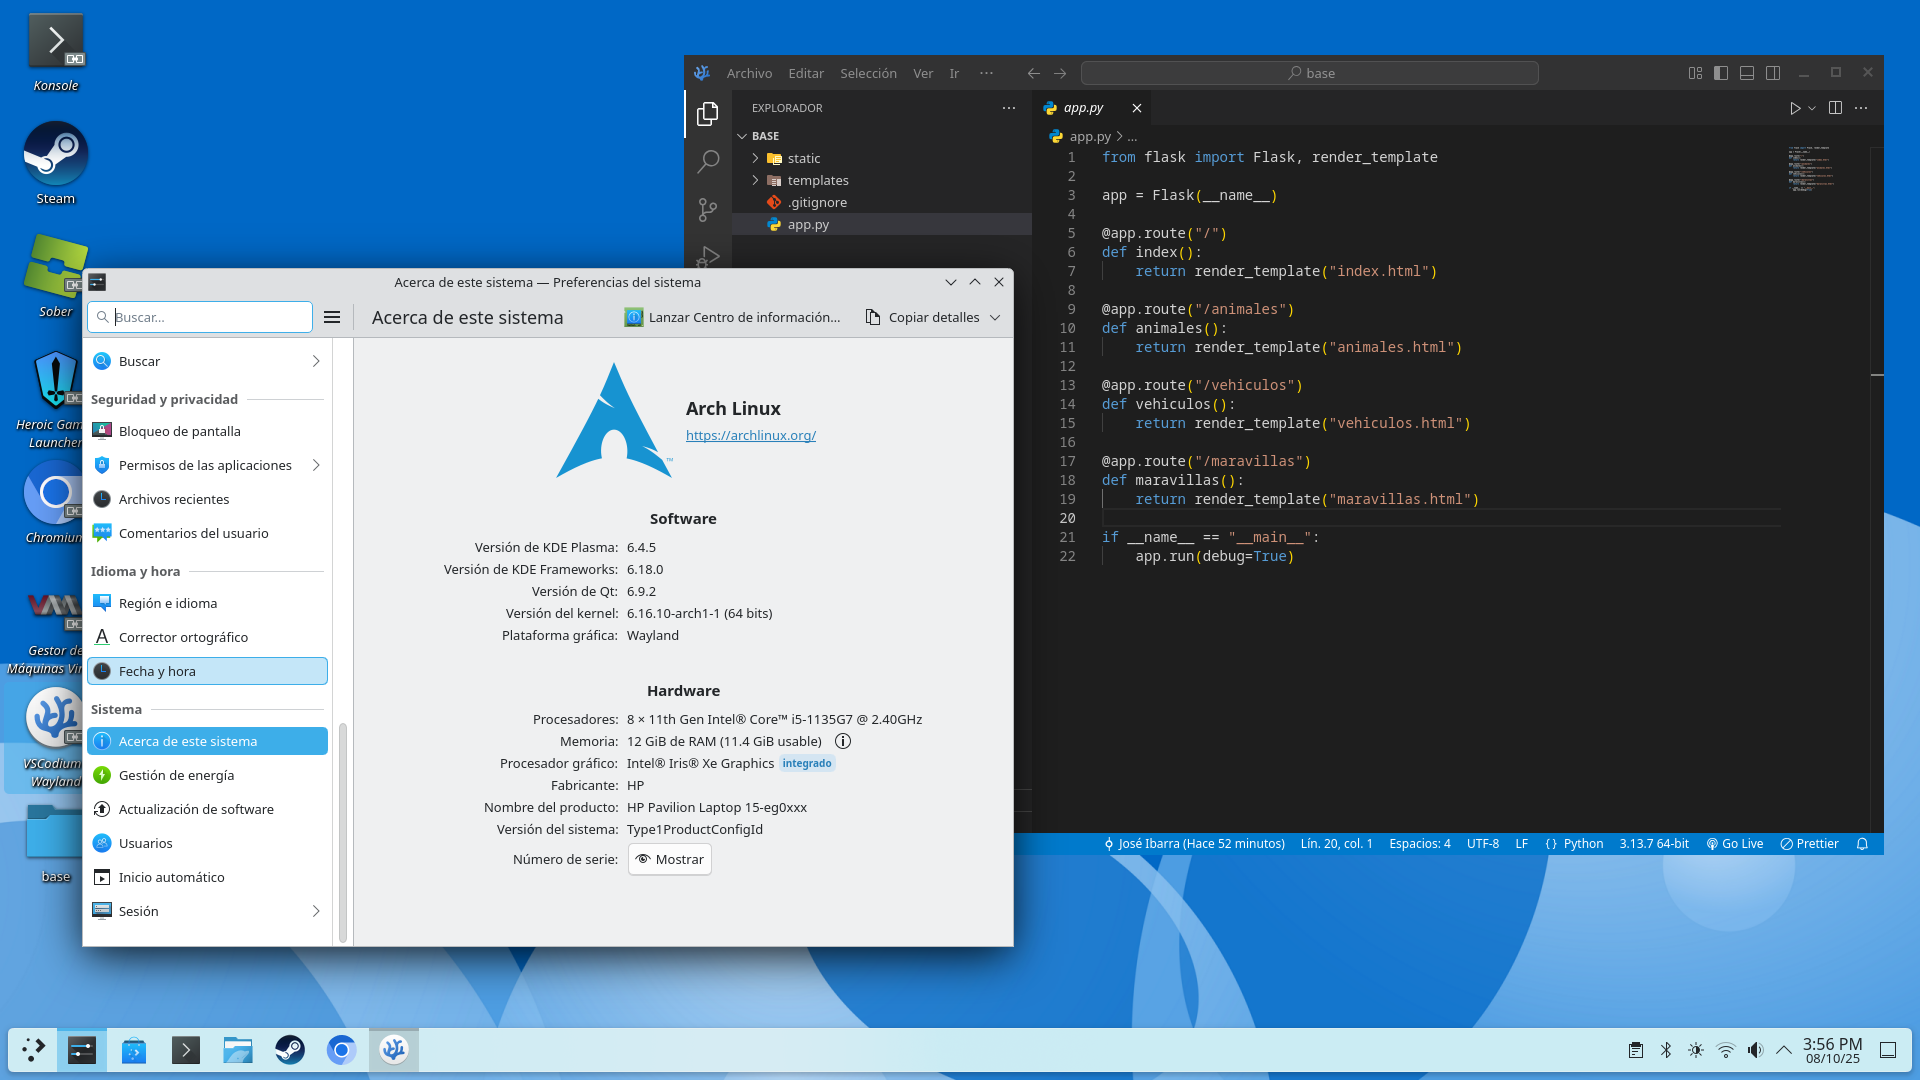 Konsole
Steam
Sober
Heroic Gam
Launcher
Chromium
Gestor de
Máquinas Vir
VSCodium
Wayland
base
Archivo Editar Selección Ver Ir ···
base
EXPLORADOR ···
BASE
static
templates
.gitignore
app.py
app.py
app.py > ...
1 from flask import Flask, render_template
2
3 app = Flask(__name__)
4
5 @app.route("/")
6 def index():
7 return render_template("index.html")
8
9 @app.route("/animales")
10 def animales():
11 return render_template("animales.html")
12
13 @app.route("/vehiculos")
14 def vehiculos():
15 return render_template("vehiculos.html")
16
17 @app.route("/maravillas")
18 def maravillas():
19 return render_template("maravillas.html")
20
21 if __name__ == "__main__":
22 app.run(debug=True)
José Ibarra (Hace 52 minutos) Lín. 20, col. 1 Espacios: 4 UTF-8 LF {} Python 3.13.7 64-bit Go Live Prettier
Acerca de este sistema — Preferencias del sistema
Buscar...
Acerca de este sistema
Lanzar Centro de información...
Copiar detalles
Buscar
Seguridad y privacidad
Bloqueo de pantalla
Permisos de las aplicaciones
Archivos recientes
Comentarios del usuario
Idioma y hora
Región e idioma
Corrector ortográfico
Fecha y hora
Sistema
Acerca de este sistema
Gestión de energía
Actualización de software
Usuarios
Inicio automático
Sesión
TM
Arch Linux
https://archlinux.org/
Software
Versión de KDE Plasma: 6.4.5
Versión de KDE Frameworks: 6.18.0
Versión de Qt: 6.9.2
Versión del kernel: 6.16.10-arch1-1 (64 bits)
Plataforma gráfica: Wayland
Hardware
Procesadores: 8 × 11th Gen Intel® Core™ i5-1135G7 @ 2.40GHz
Memoria: 12 GiB de RAM (11.4 GiB usable)
Procesador gráfico: Intel® Iris® Xe Graphics integrado
Fabricante: HP
Nombre del producto: HP Pavilion Laptop 15-eg0xxx
Versión del sistema: Type1ProductConfigId
Número de serie: Mostrar
3:56 PM
08/10/25